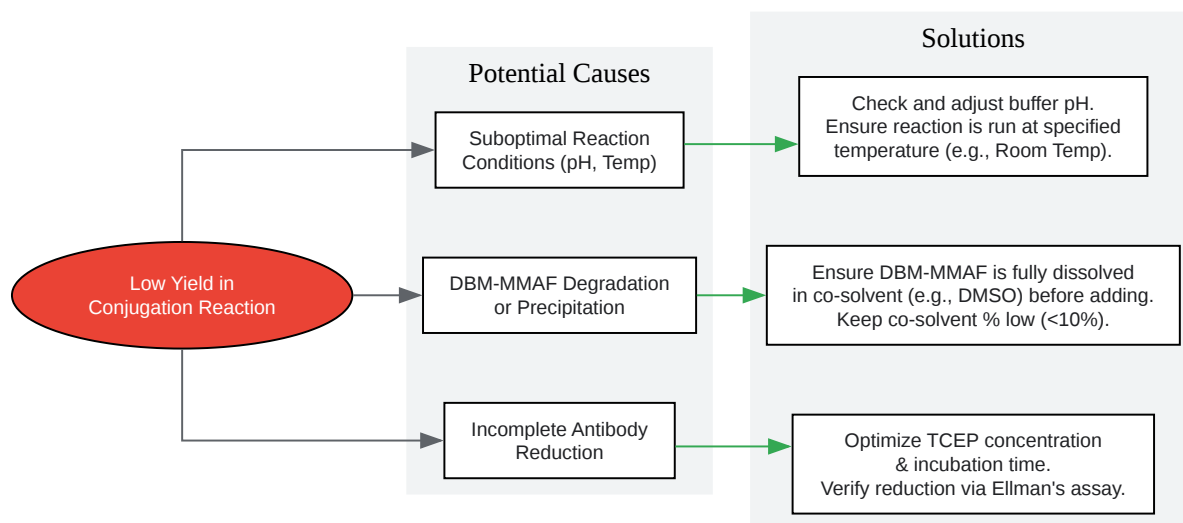 Solutions
Potential Causes
Check and adjust buffer pH.
Ensure reaction is run at specified
temperature (e.g., Room Temp).
Suboptimal Reaction
Conditions (pH, Temp)
Low Yield in
Conjugation Reaction
DBM-MMAF Degradation
or Precipitation
Ensure DBM-MMAF is fully dissolved
in co-solvent (e.g., DMSO) before adding.
Keep co-solvent % low (<10%).
Incomplete Antibody
Reduction
Optimize TCEP concentration
& incubation time.
Verify reduction via Ellman's assay.